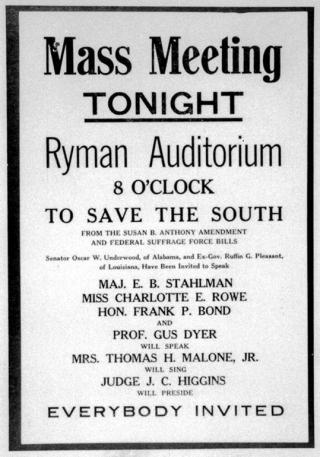 Mass Meeting
TONIGHT
Ryman Auditorium
8 O'CLOCK
TO SAVE THE SOUTH
FROM THE SUSAN B. ANTHONY AMENDMENT
AND FEDERAL SUFFRAGE FORCE BILLS
Senator Oscar W. Underwood, of Alabama, and Ex-Gov. Ruffin G. Pleasant,
of Louisiana, Have Been Invited to Speak
MAJ. E. B. STAHLMAN
MISS CHARLOTTE E. ROWE
HON. FRANK P. BOND
AND
PROF. GUS DYER
WILL SPEAK
MRS. THOMAS H. MALONE, JR.
WILL SING
JUDGE J. C. HIGGINS
WILL PRESIDE
EVERYBODY INVITED